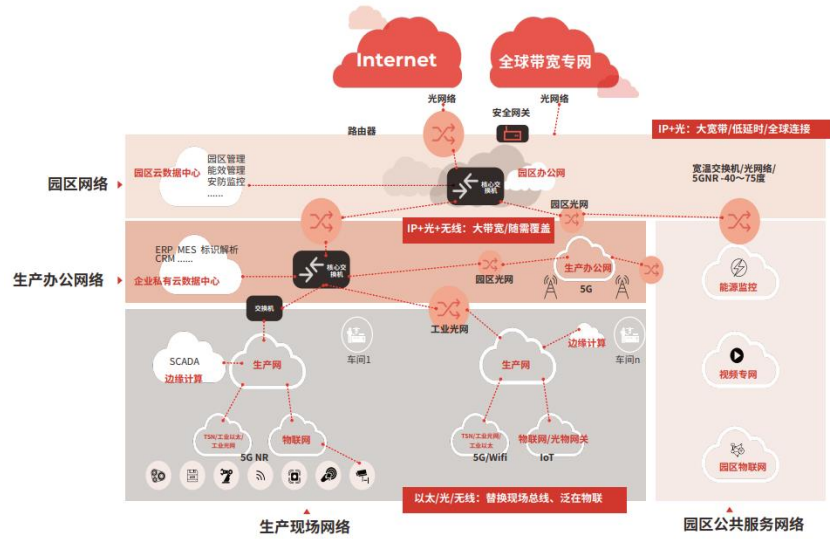 Internet
全球带宽专网
光网络
光网络
安全网关
路由器
IP+光：大宽带/低延时/全球连接
园区网络
园区云数据中心
园区管理
能效管理
安防监控
......
核心交
换机
园区办公网
宽温交换机/光网络/
5GNR -40～75度
园区光网
IP+光+无线：大带宽/随需覆盖
生产办公网络
ERP MES 标识解析
CRM ......
企业私有云数据中心
核心交
换机
园区光网
生产办公网
5G
能源监控
交换机
工业光网
车间1
边缘计算
车间n
SCADA
边缘计算
生产网
生产网
视频专网
TSN/工业以太/
工业光网
物联网
5G NR
TSN/工业光网/
工业以太
物联网/光物网关
5G/Wifi
IoT
园区物联网
以太/光/无线：替换现场总线、泛在物联
生产现场网络
园区公共服务网络